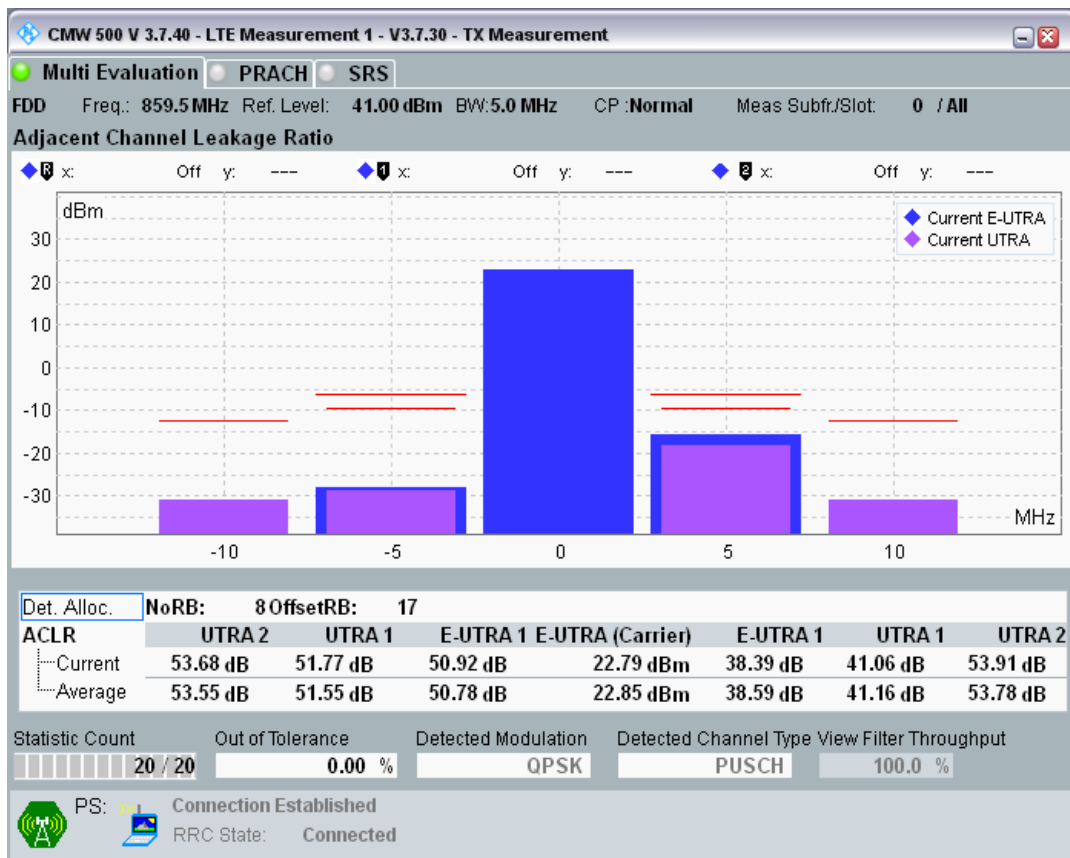 CMW 500 V 3.7.40 - LTE Measurement 1 - V3.7.30 - TX Measurement
Multi Evaluation PRACH SRS
FDD Freq.: 859.5 MHz Ref. Level: 41.00 dBm BW:5.0 MHz CP :Normal Meas Subfr./Slot: 0 / All
Adjacent Channel Leakage Ratio
R x: Off y: --- 1 x: Off y: --- 2 x: Off y: ---
dBm
Current E-UTRA
Current UTRA
30
20
10
0
-10
-20
-30
MHz
-10 -5 0 5 10
Det. Alloc. NoRB: 8 OffsetRB: 17
ACLR UTRA 2 UTRA 1 E-UTRA 1 E-UTRA (Carrier) E-UTRA 1 UTRA 1 UTRA 2
Current 53.68 dB 51.77 dB 50.92 dB 22.79 dBm 38.39 dB 41.06 dB 53.91 dB
Average 53.55 dB 51.55 dB 50.78 dB 22.85 dBm 38.59 dB 41.16 dB 53.78 dB
Statistic Count Out of Tolerance Detected Modulation Detected Channel Type View Filter Throughput
20 / 20 0.00 % QPSK PUSCH 100.0 %
PS: Connection Established
RRC State: Connected